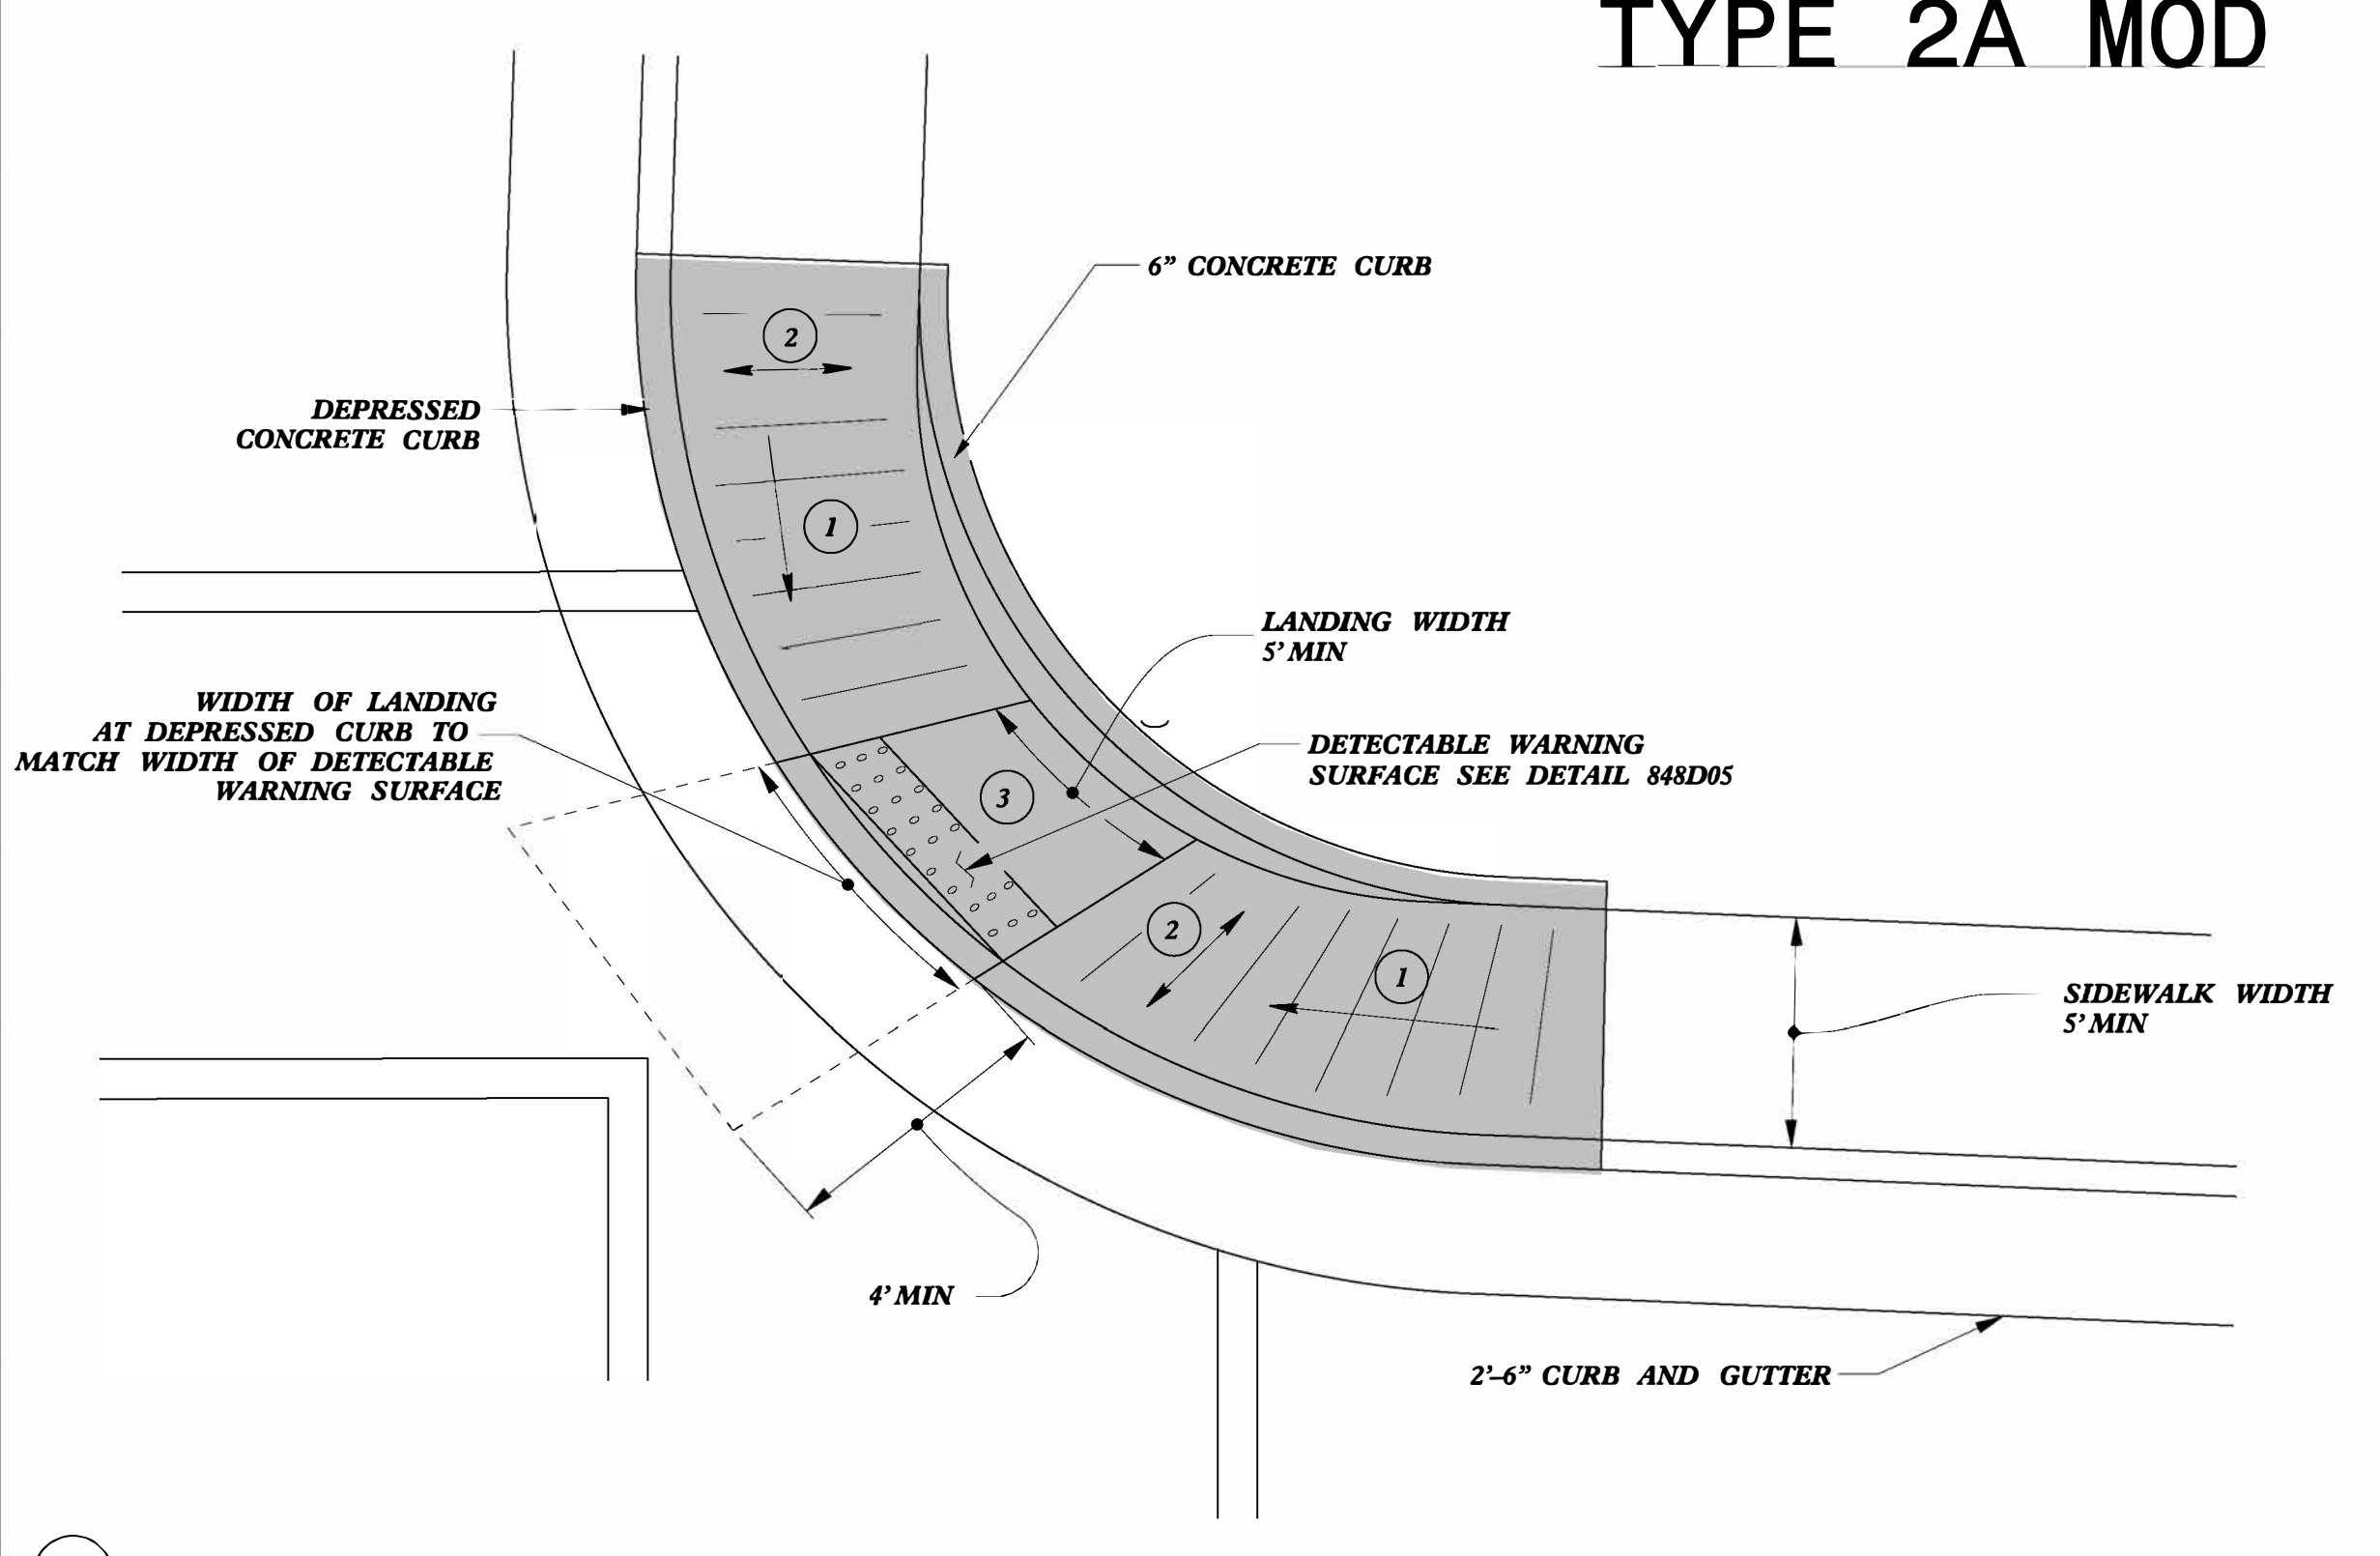 TYPE 2A MOD
6” CONCRETE CURB
2
DEPRESSED
CONCRETE CURB
1
LANDING WIDTH
5’ MIN
WIDTH OF LANDING
AT DEPRESSED CURB TO
MATCH WIDTH OF DETECTABLE
WARNING SURFACE
DETECTABLE WARNING
SURFACE SEE DETAIL 848D05
3
2
1
SIDEWALK WIDTH
5’ MIN
4’ MIN
2’–6” CURB AND GUTTER